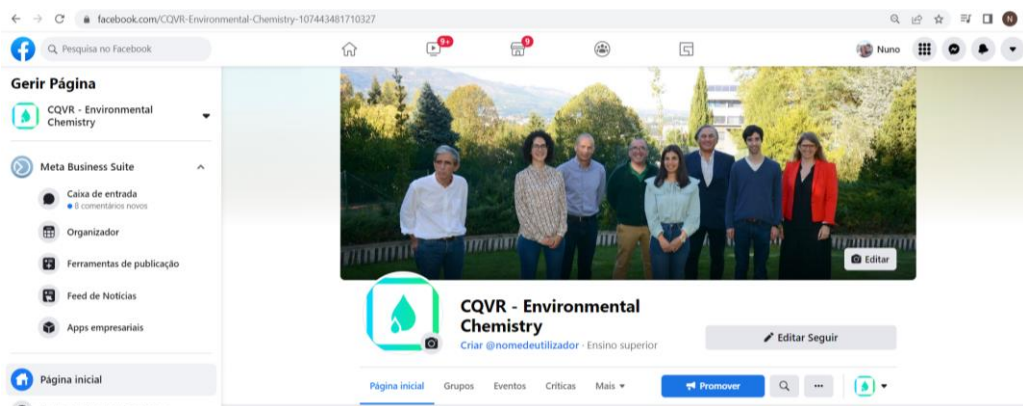 facebook.com/CQVR-Environmental-Chemistry-107443481710327
N
Pesquisa no Facebook
9+
9
Nuno
Gerir Página
CQVR - Environmental
Chemistry
Meta Business Suite
Caixa de entrada
8 comentários novos
Organizador
Ferramentas de publicação
Feed de Notícias
Apps empresariais
Página inicial
Editar
CQVR - Environmental
Chemistry
Criar @nomedeutilizador · Ensino superior
Editar Seguir
Página inicial Grupos Eventos Críticas Mais
Promover